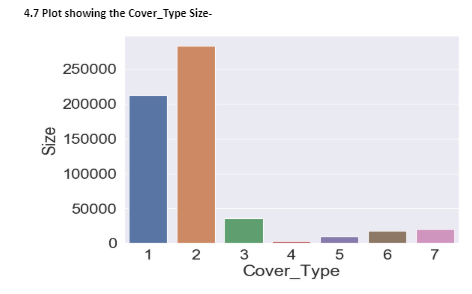 4.7 Plot showing the Cover_Type Size-
250000
200000
150000
100000
50000
0
Size
1 2 3 4 5 6 7
Cover_Type